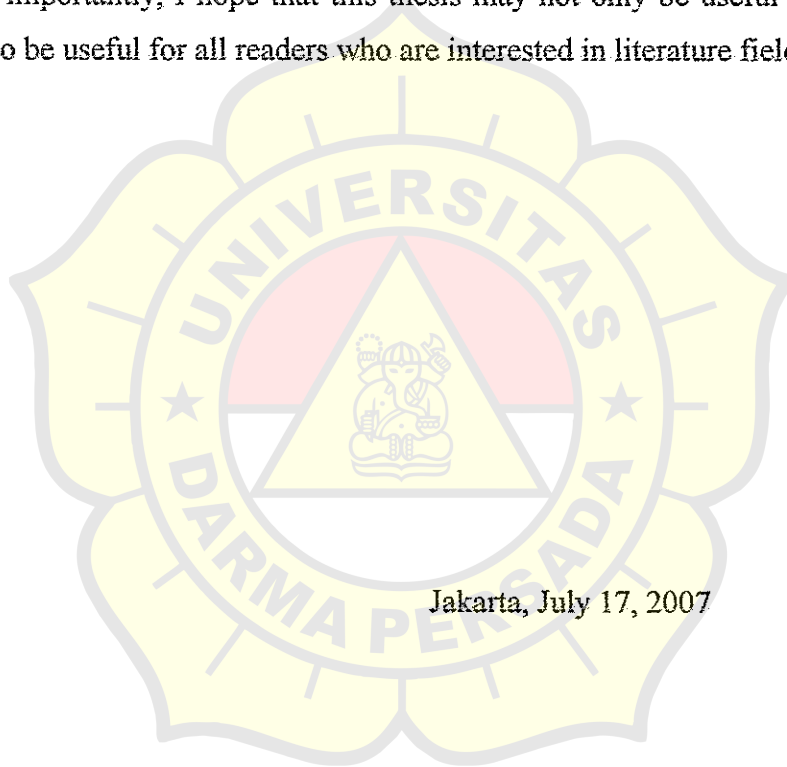 importantly, I hope that this thesis may not only be useful
o be useful for all readers who are interested in literature field
UNIVERSITAS
DARMA PERSADA
Jakarta, July 17, 2007